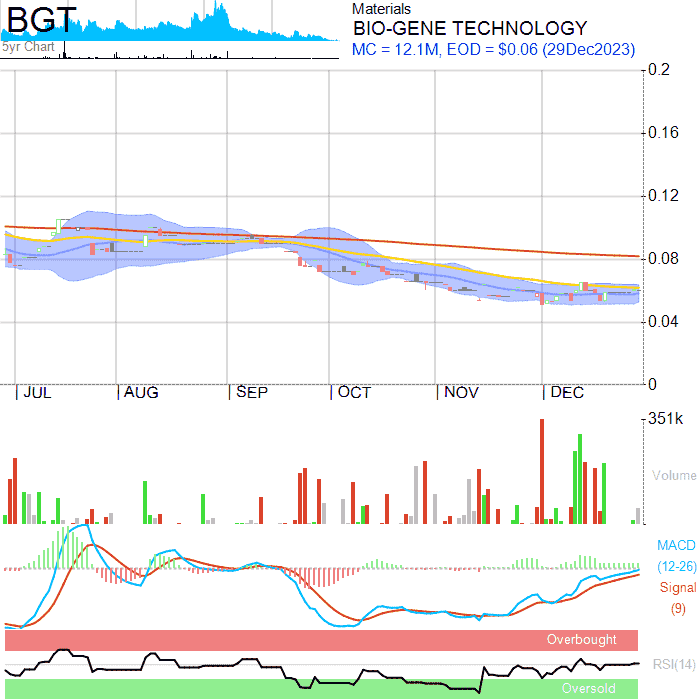 BGT
5yr Chart
Materials
BIO-GENE TECHNOLOGY
MC = 12.1M, EOD = $0.06 (29Dec2023)
0.2
0.16
0.12
0.08
0.04
0
JUL AUG SEP OCT NOV DEC
351k
Volume
MACD
(12-26)
Signal
(9)
Overbought
RSI(14)
Oversold